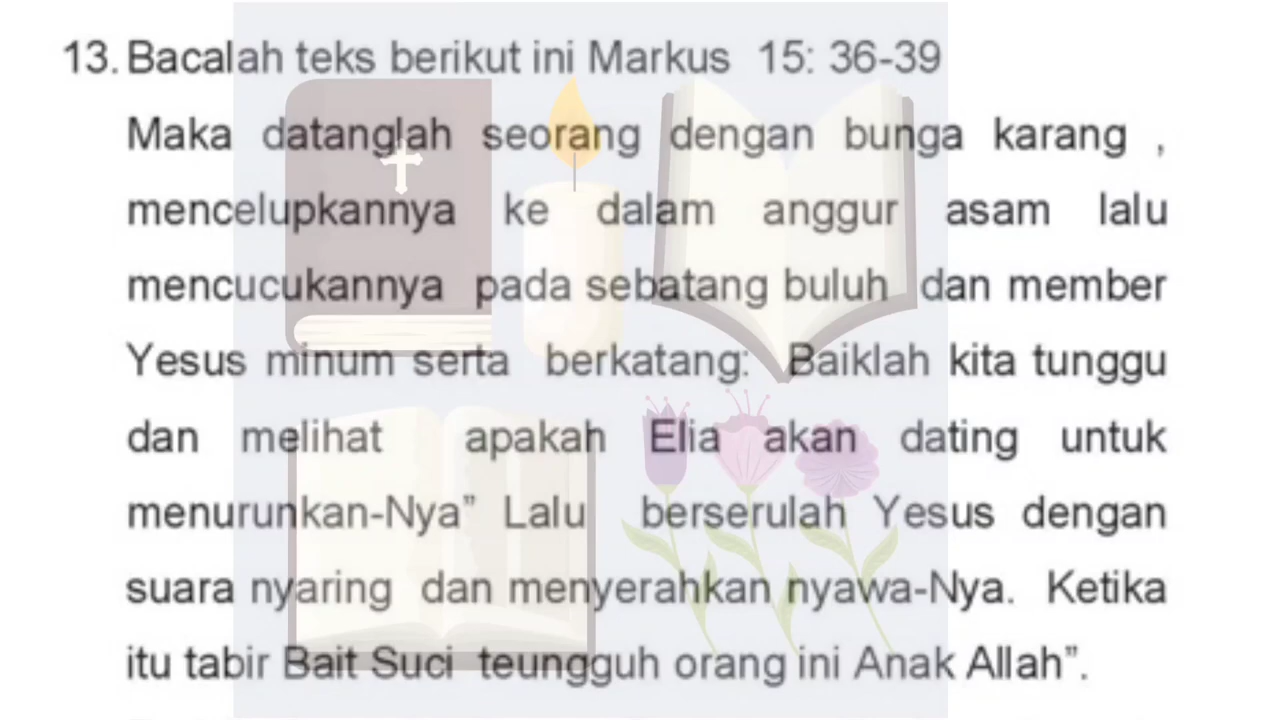 13. Bacalah teks berikut ini Markus 15: 36-39
Maka datanglah seorang dengan bunga karang ,
mencelupkannya ke dalam anggur asam lalu
mencucukannya pada sebatang buluh dan member
Yesus minum serta berkatang: Baiklah kita tunggu
dan melihat apakah Elia akan dating untuk
menurunkan-Nya” Lalu berserulah Yesus dengan
suara nyaring dan menyerahkan nyawa-Nya. Ketika
itu tabir Bait Suci teungguh orang ini Anak Allah”.